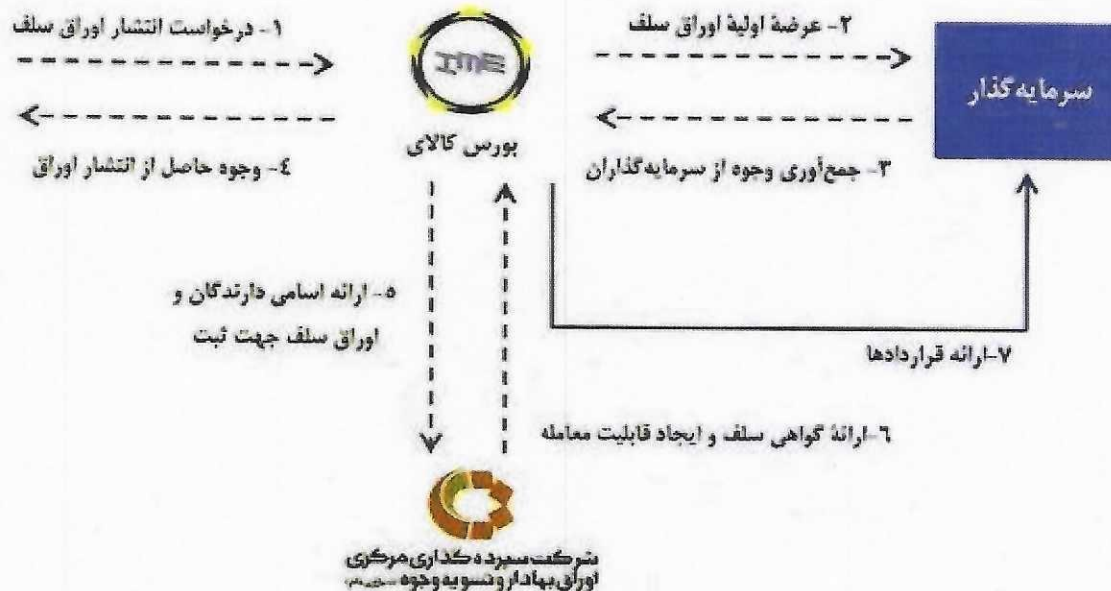 ۱- درخواست انتشار اوراق سلف
۲- عرضهٔ اولیهٔ اوراق سلف
IME
سرمایه‌گذار
بورس کالای
۴- وجوه حاصل از انتشار اوراق
۳- جمع‌آوری وجوه از سرمایه‌گذاران
۵- ارائه اسامی دارندگان و
اوراق سلف جهت ثبت
۷-ارائه قراردادها
۶-ارائهٔ گواهی سلف و ایجاد قابلیت معامله
شرکت سپرده‌گذاری مرکزی
اوراق بهادار و تسویه وجوه